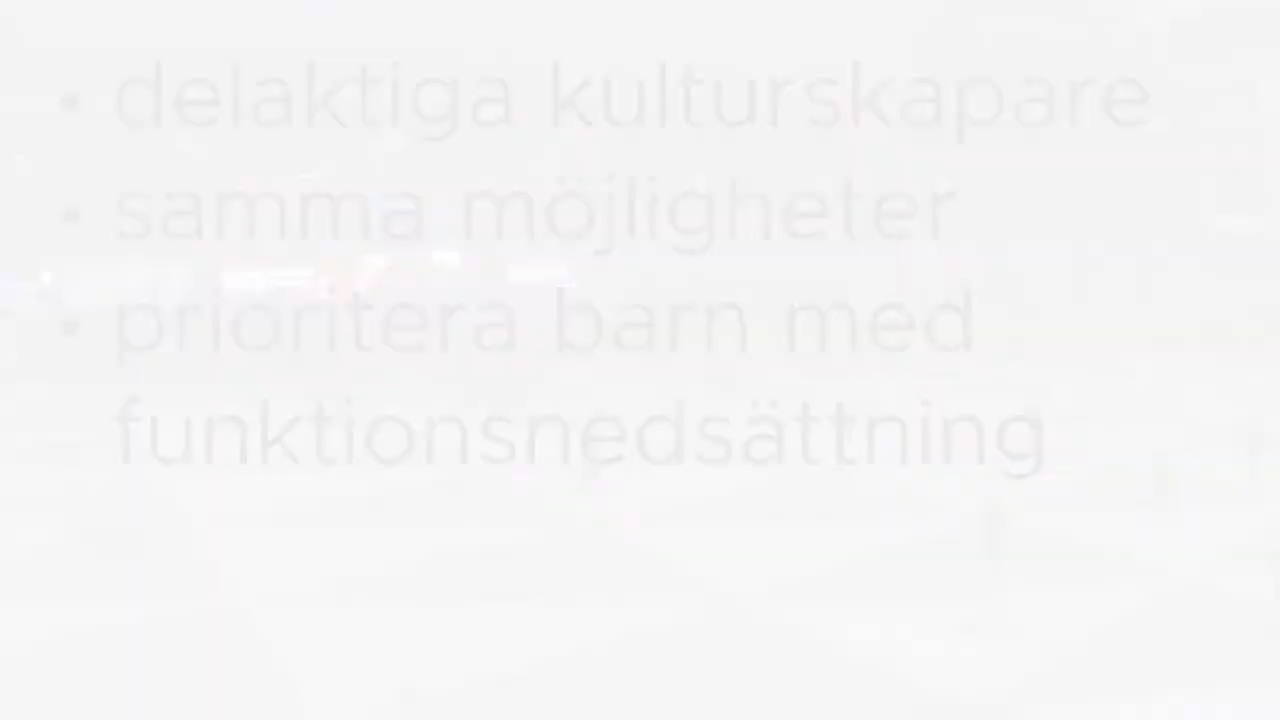 • delaktiga kulturskapare
• samma möjligheter
• prioritera barn med
funktionsnedsättning